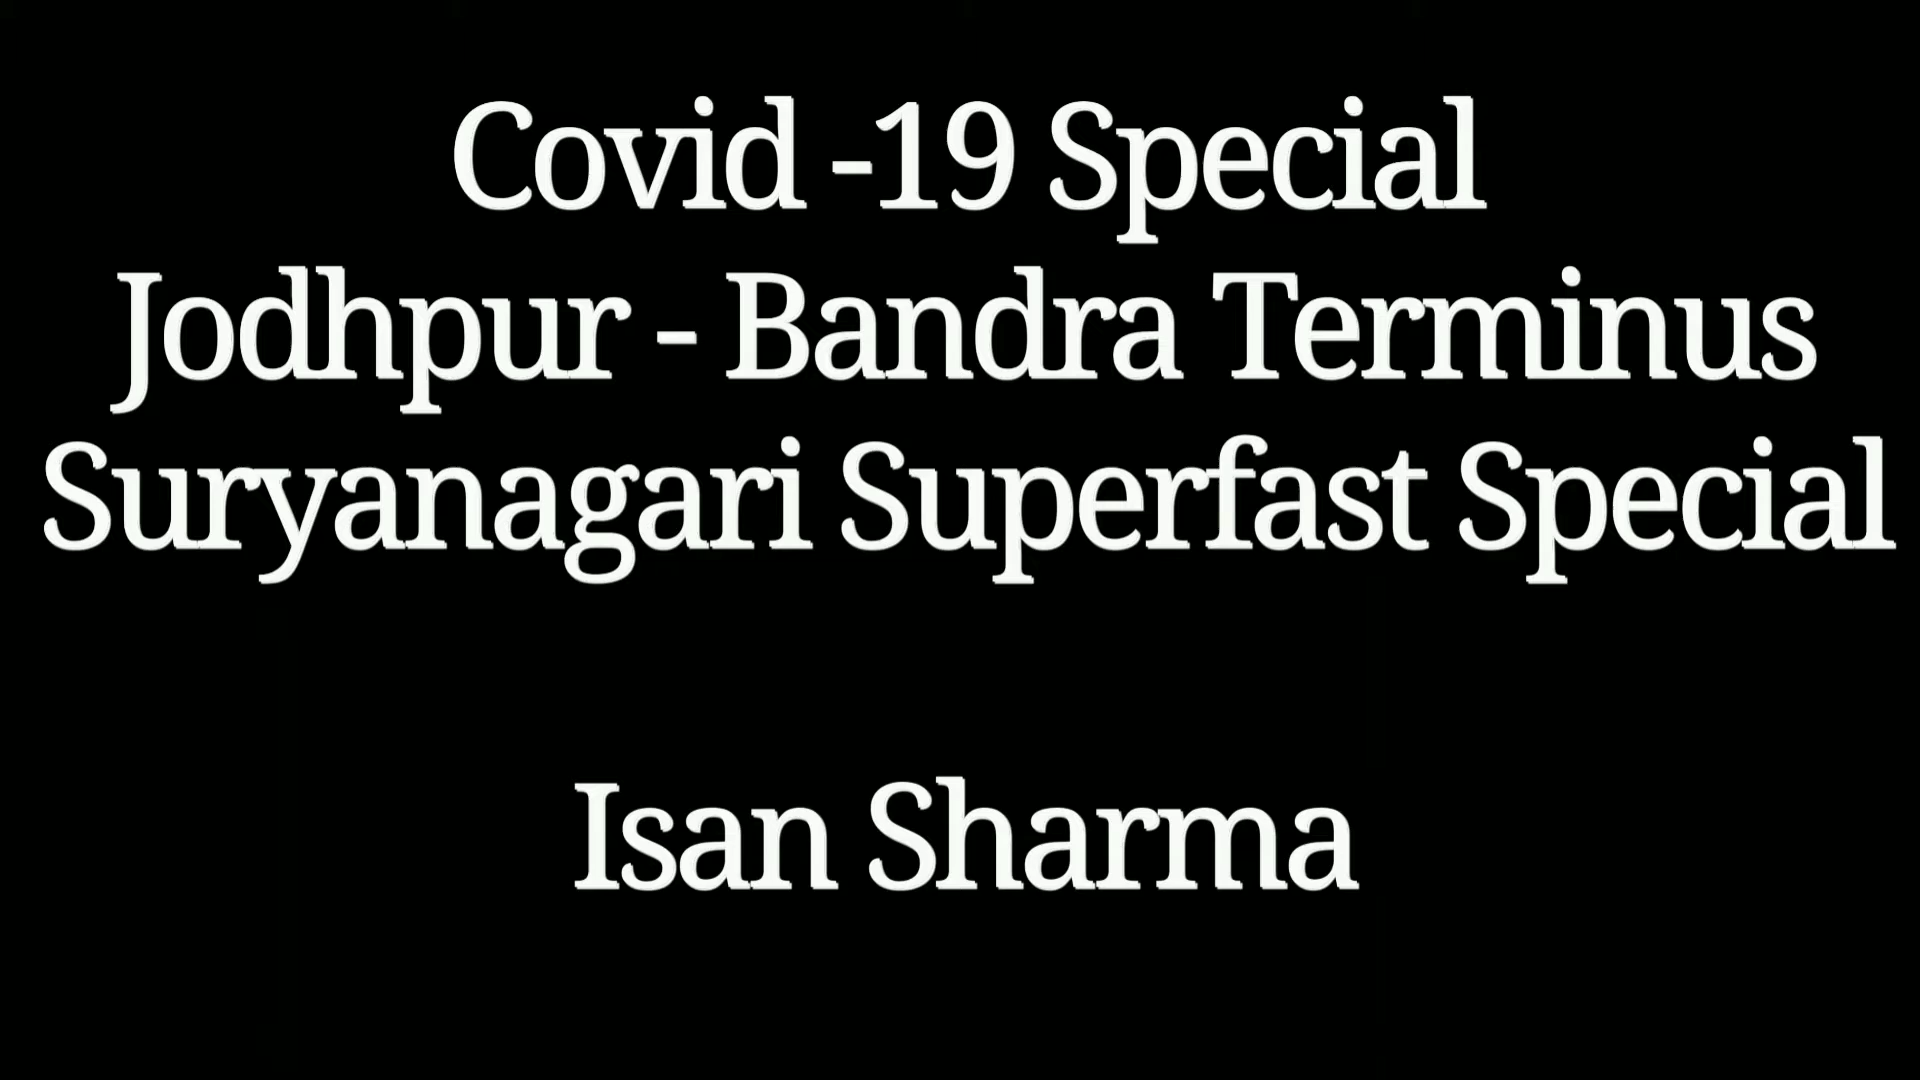 Covid -19 Special
Jodhpur - Bandra Terminus
Suryanagari Superfast Special
Isan Sharma